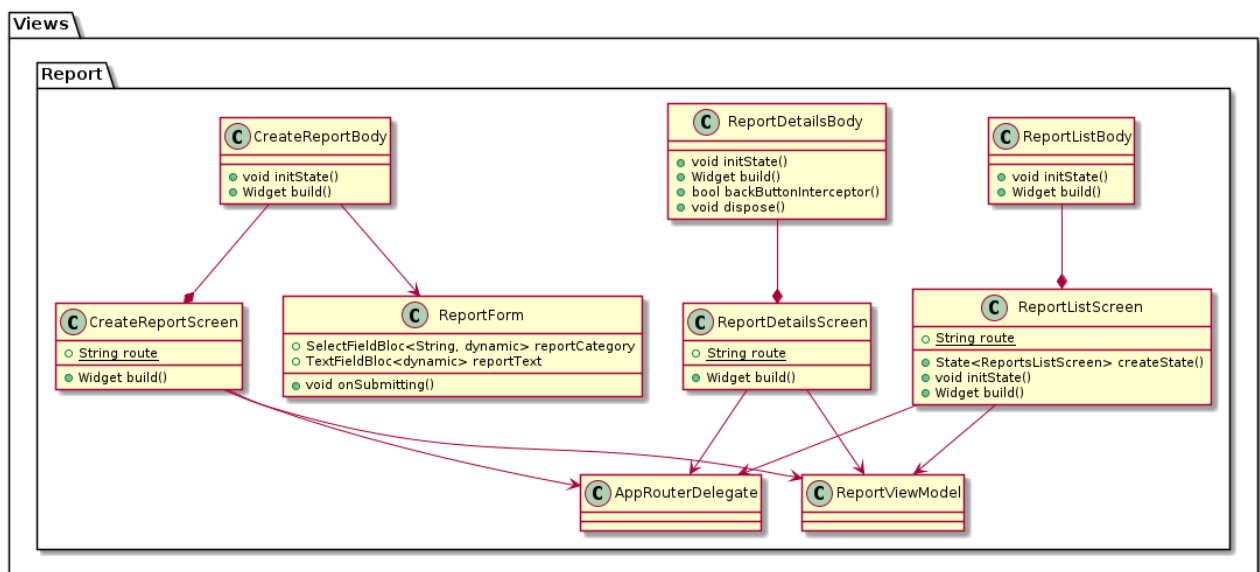 Views
Report
C CreateReportBody
void initState()
Widget build()
C ReportDetailsBody
void initState()
Widget build()
bool backButtonInterceptor()
void dispose()
C ReportListBody
void initState()
Widget build()
C CreateReportScreen
String route
Widget build()
C ReportForm
SelectFieldBloc<String, dynamic> reportCategory
TextFieldBloc<dynamic> reportText
void onSubmitting()
C ReportDetailsScreen
String route
Widget build()
C ReportListScreen
String route
State<ReportsListScreen> createState()
void initState()
Widget build()
C AppRouterDelegate
C ReportViewModel